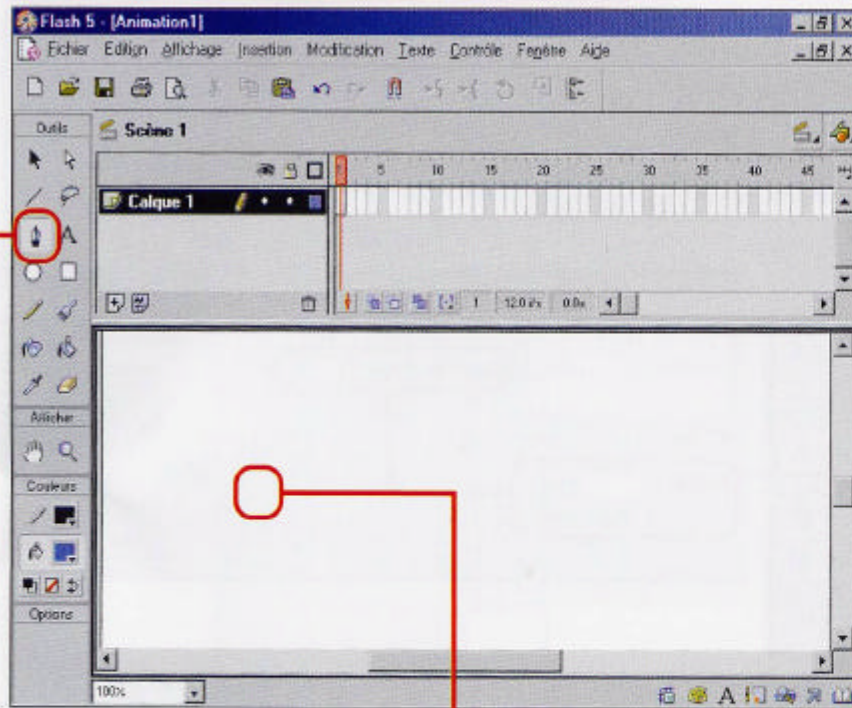 Flash 5 - [Animation1]
Fichier Edition Affichage Insertion Modification Texte Contrôle Fenêtre Aide
Outils
Scène 1
5 10 15 20 25 30 35 40 45
Calque 1
1 12.0 i/s 0.0s
Afficher
Couleurs
Options
100%